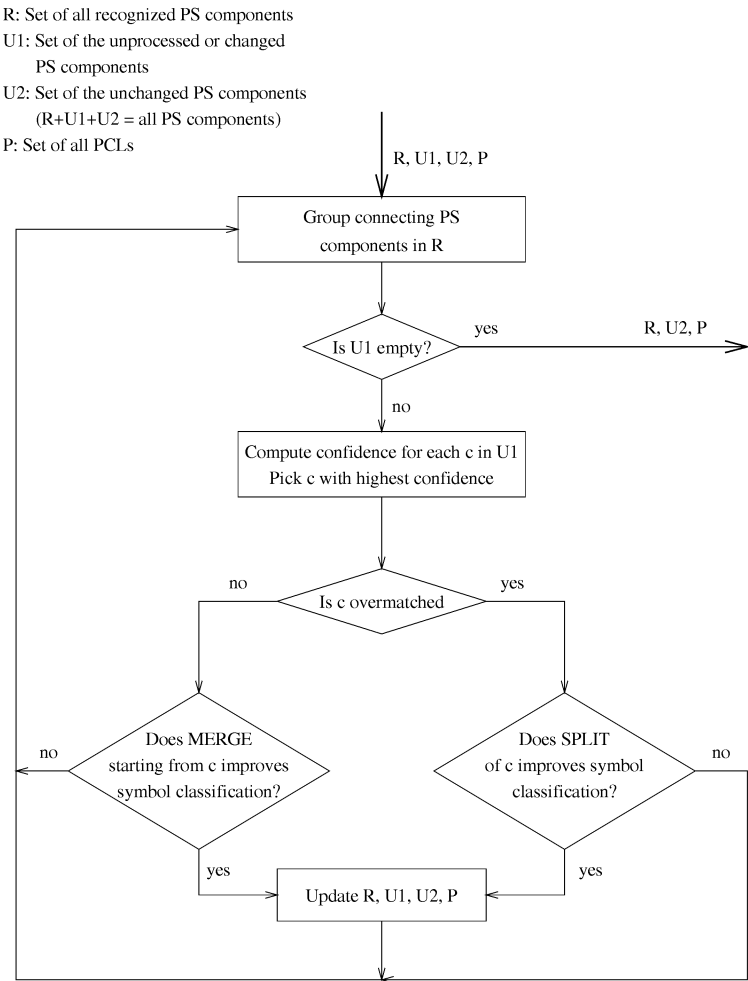 R: Set of all recognized PS components
U1: Set of the unprocessed or changed
PS components
U2: Set of the unchanged PS components
(R+U1+U2 = all PS components)
P: Set of all PCLs
R, U1, U2, P
Group connecting PS
components in R
Is U1 empty?
yes
R, U2, P
no
Compute confidence for each c in U1
Pick c with highest confidence
no
Is c overmatched
yes
no
Does MERGE
starting from c improves
symbol classification?
Does SPLIT
of c improves symbol
classification?
no
yes
Update R, U1, U2, P
yes